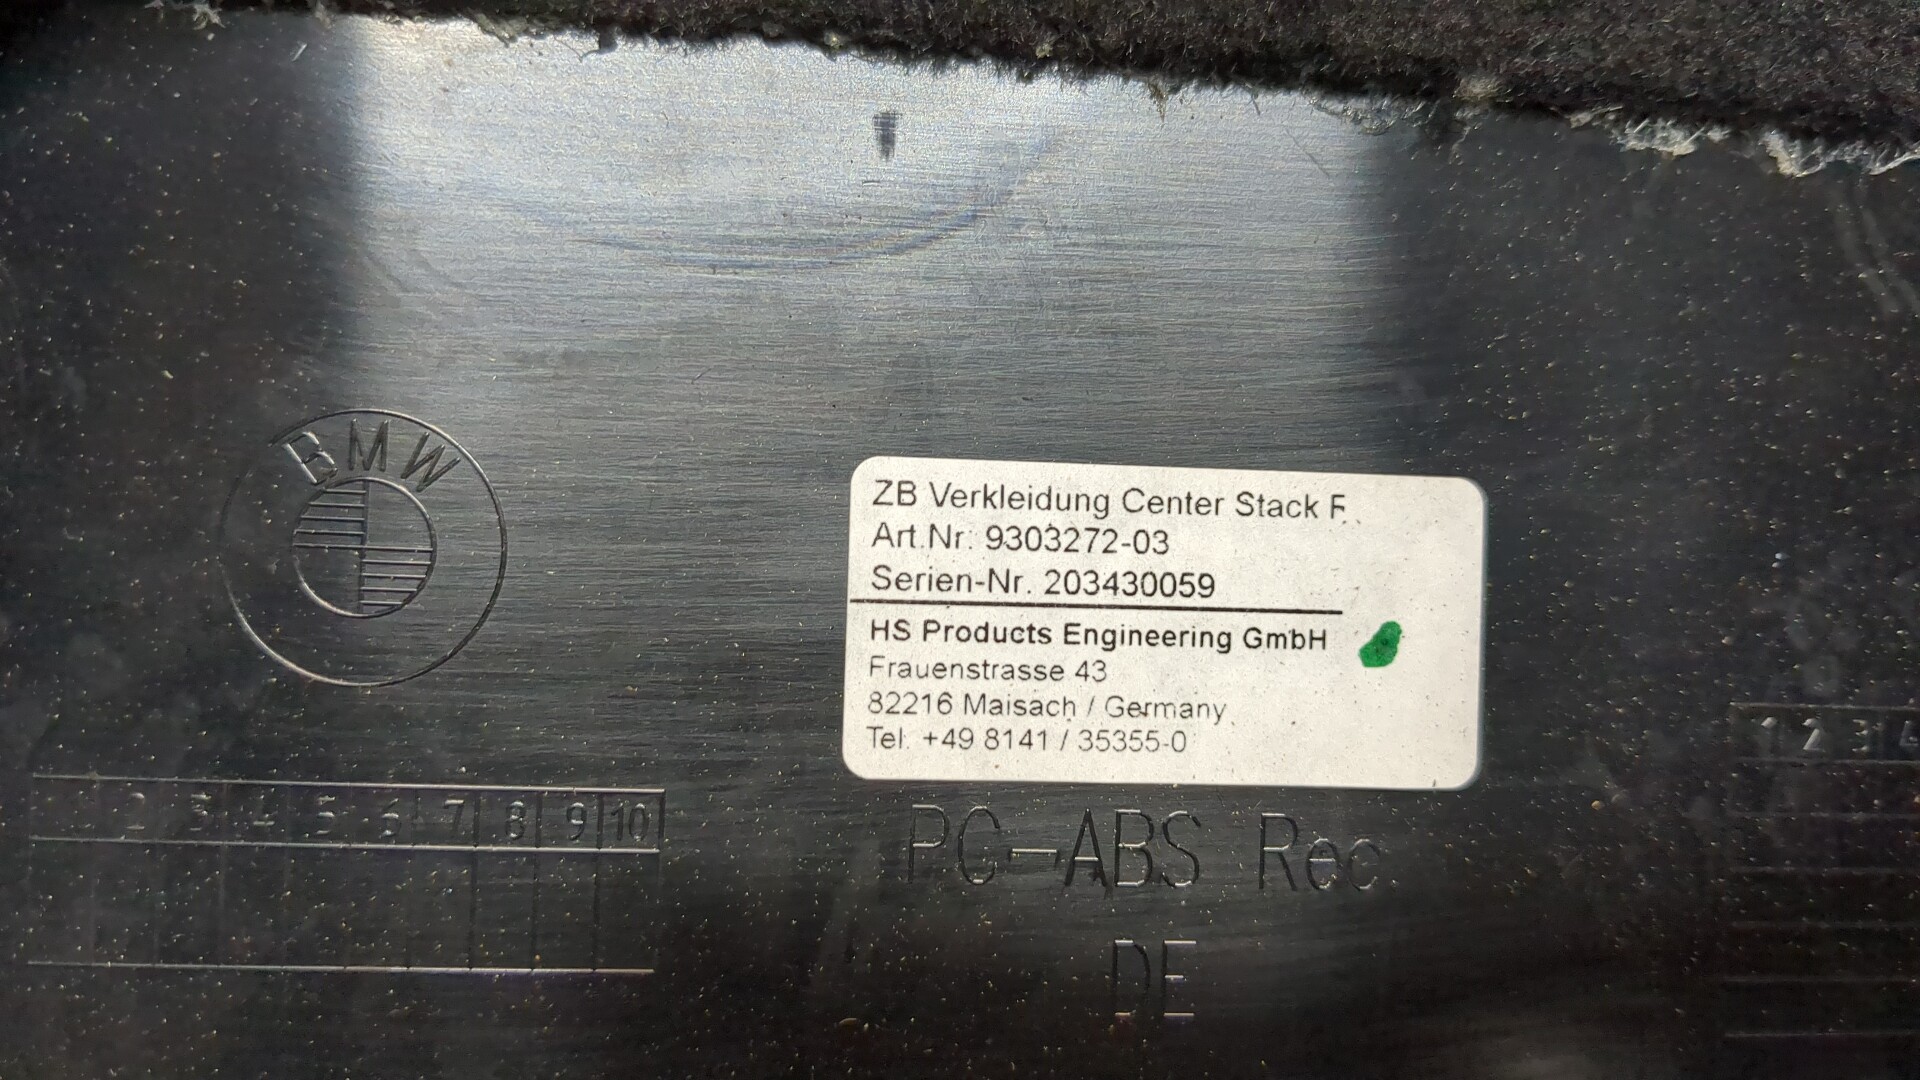 BMW
ZB Verkleidung Center Stack F
Art.Nr. 9303272-03
Serien-Nr. 203430059
HS Products Engineering GmbH
Frauenstrasse 43
82216 Maisach / Germany
Tel. +49 8141 / 35355-0
1 2 3 4
2 3 4 5 6 7 8 9 10
PC-ABS Rec.
DE